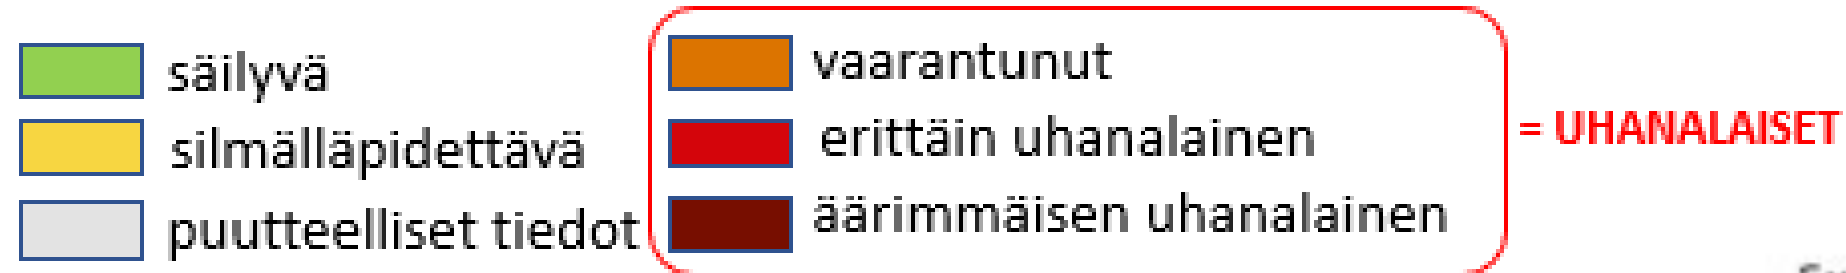 säilyvä
silmälläpidettävä
puutteelliset tiedot
vaarantunut
erittäin uhanalainen
äärimmäisen uhanalainen
= UHANALAISET